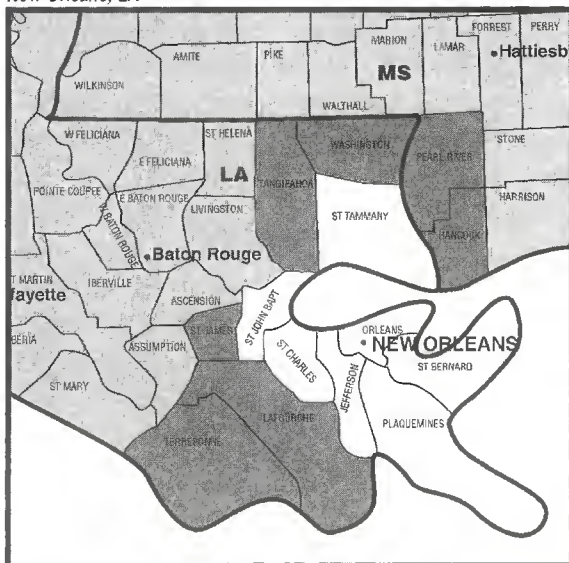 New Orleans, LA
FORREST
PERRY
MARION
LAMAR
AMITE
PIKE
Hattiesb
MS
WILKINSON
WALTHALL
W FELICIANA
ST HELENA
WASHINGTON
STONE
E FELICIANA
LA
TANGIPAHOA
PEARL RIVER
POINTE COUPEE
E BATON ROUGE
HARRISON
LIVINGSTON
HANCOCK
W BATON ROUGE
ST TAMMANY
Baton Rouge
T MARTIN
IBERVILLE
fayette
ASCENSION
ST JOHN BAPT
ORLEANS
BERIA
ASSUMPTION
ST JAMES
NEW ORLEANS
ST CHARLES
ST BERNARD
ST MARY
JEFFERSON
LAFOURCHE
PLAQUEMINES
TERREBONNE